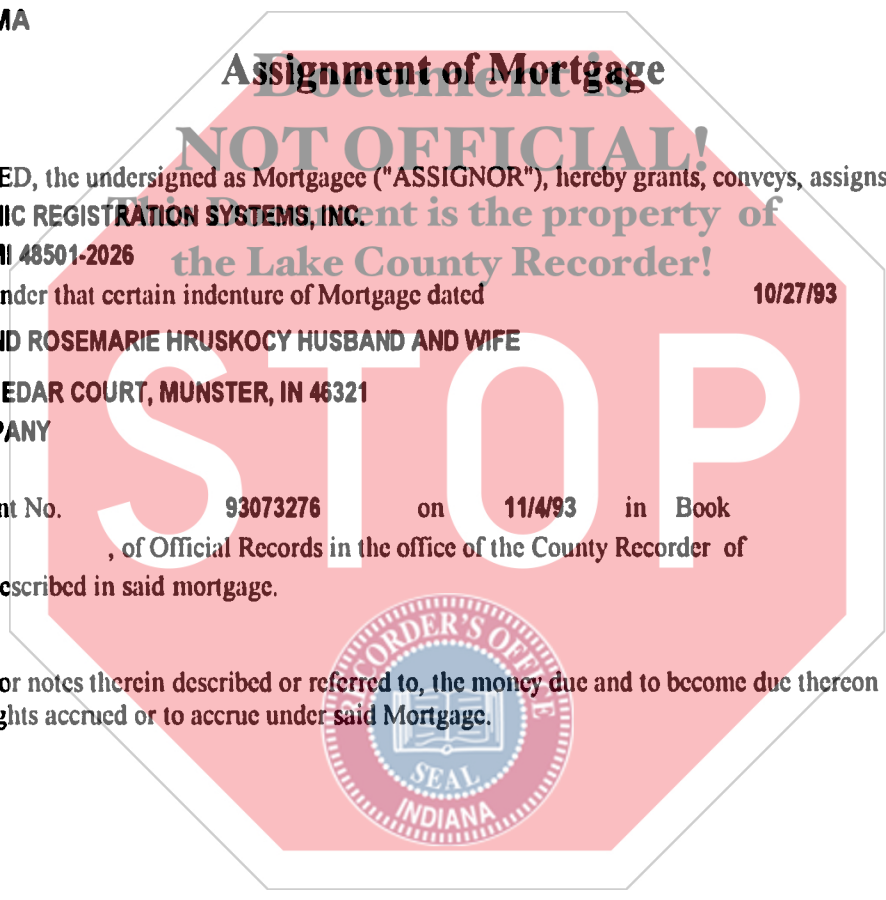 MA
Assignment of Mortgage
Document is
NOT OFFICIAL!
ED, the undersigned as Mortgagee ("ASSIGNOR"), hereby grants, conveys, assigns
This Document is the property of
IC REGISTRATION SYSTEMS, INC.
MI 48501-2026
the Lake County Recorder!
nder that certain indenture of Mortgage dated 10/27/93
ND ROSEMARIE HRUSKOCY HUSBAND AND WIFE
EDAR COURT, MUNSTER, IN 46321
PANY
STOP
nt No. 93073276 on 11/4/93 in Book
, of Official Records in the office of the County Recorder of
escribed in said mortgage.
RECORDER'S OFFICE
or notes therein described or referred to, the money due and to become due thereon
ghts accrued or to accrue under said Mortgage.
SEAL
INDIANA